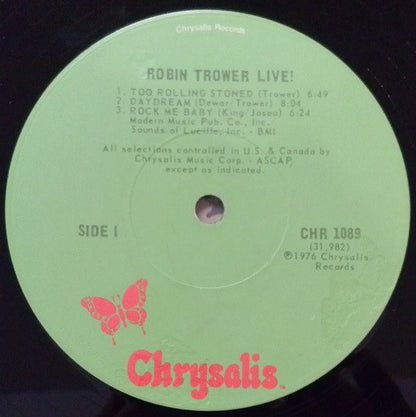 Chrysalis Records
ROBIN TROWER LIVE!
1. TOO ROLLING STONED (Trower) 6:49
2. DAYDREAM (Dewar/Trower) 8:04
3. ROCK ME BABY (King/Josea) 6:24
Modern Music Pub. Co., Inc.
Sounds of Lucille, Inc. - BMI
All selections controlled in U.S. & Canada by
Chrysalis Music Corp. - ASCAP,
except as indicated.
SIDE I
CHR 1089
(31,982)
℗1976 Chrysalis
Records
Chrysalis™